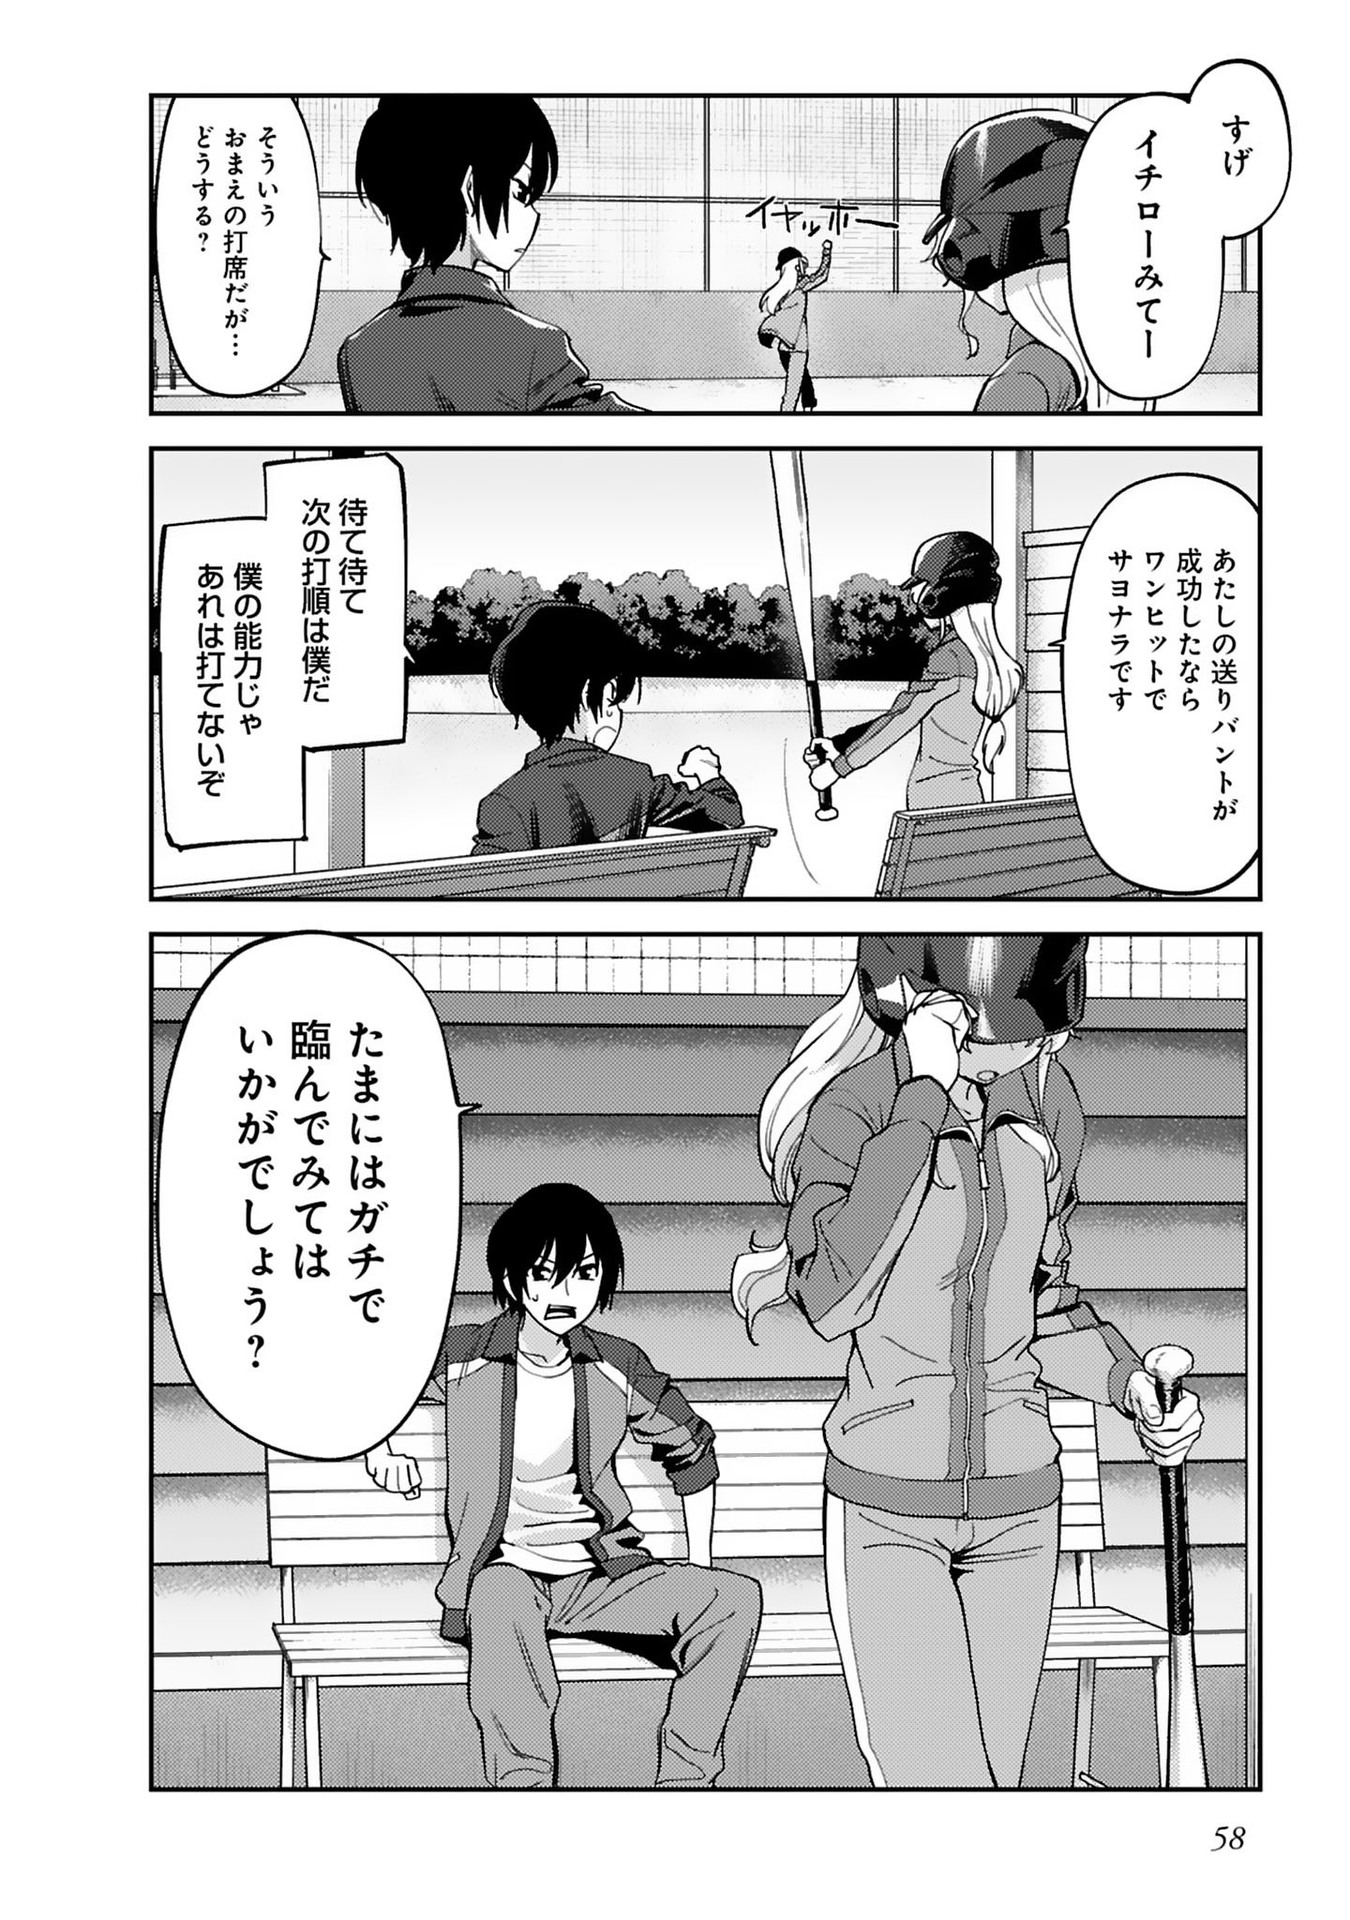 すげ
イチローみてー
イヤッホー
そういう
おまえの打席だが…
どうする？
あたしの送りバントが
成功したなら
ワンヒットで
サヨナラです
待て待て
次の打順は僕だ
僕の能力じゃ
あれは打てないぞ
たまにはガチで
臨んでみては
いかがでしょう？
58